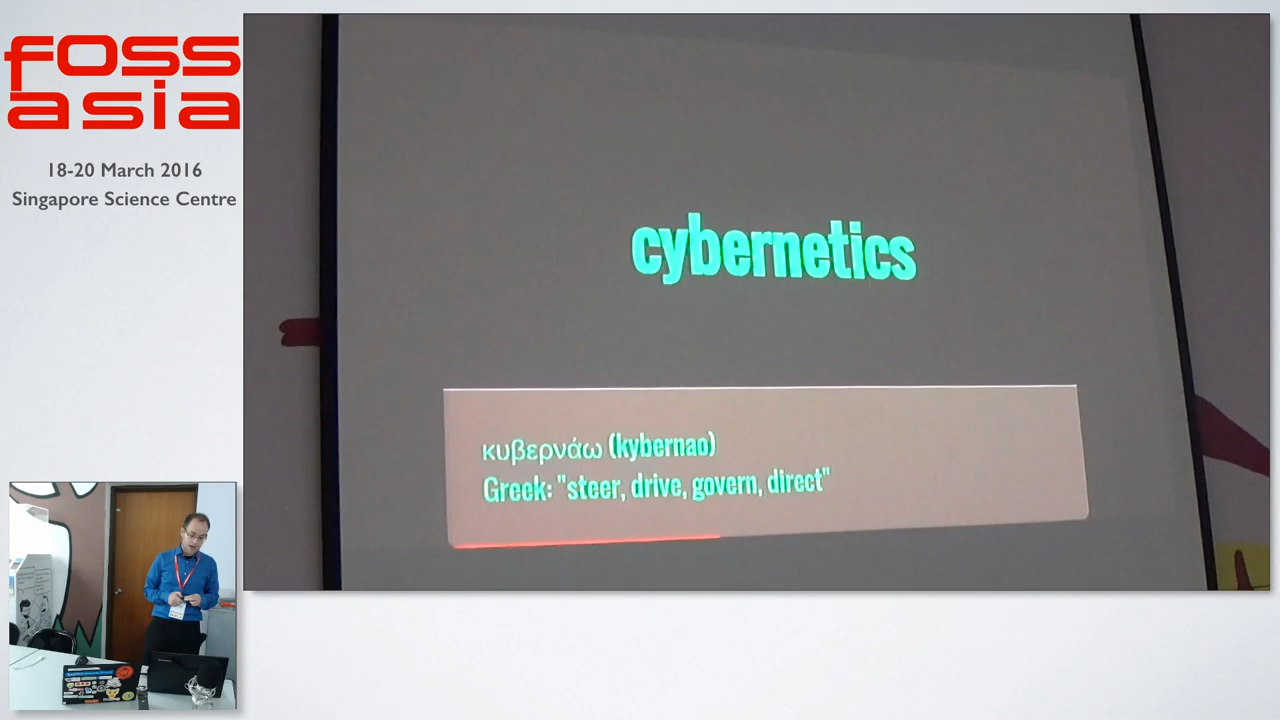 foss
asia
18-20 March 2016
Singapore Science Centre
cybernetics
κυβερνάω (kybernao)
Greek: "steer, drive, govern, direct"